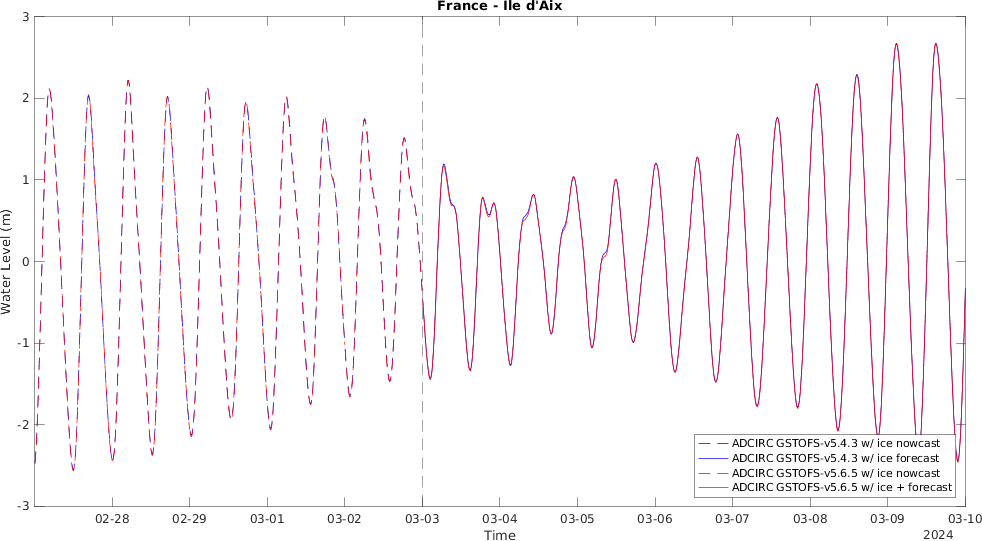 France - Ile d'Aix
3
2
1
0
-1
-2
-3
Water Level (m)
ADCIRC GSTOFS-v5.4.3 w/ ice nowcast
ADCIRC GSTOFS-v5.4.3 w/ ice forecast
ADCIRC GSTOFS-v5.6.5 w/ ice nowcast
ADCIRC GSTOFS-v5.6.5 w/ ice + forecast
02-28 02-29 03-01 03-02 03-03 03-04 03-05 03-06 03-07 03-08 03-09 03-10
Time
2024